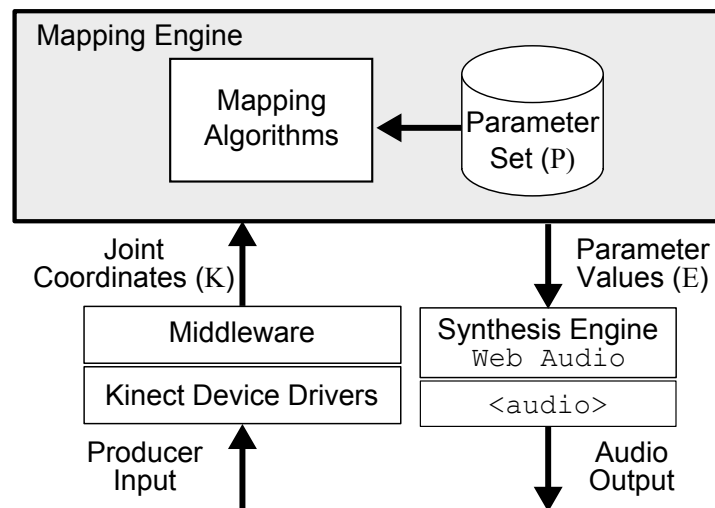 Mapping Engine
Mapping
Algorithms
Parameter
Set (P)
Joint
Coordinates (K)
Parameter
Values (E)
Middleware
Kinect Device Drivers
Synthesis Engine
Web Audio
<audio>
Producer
Input
Audio
Output